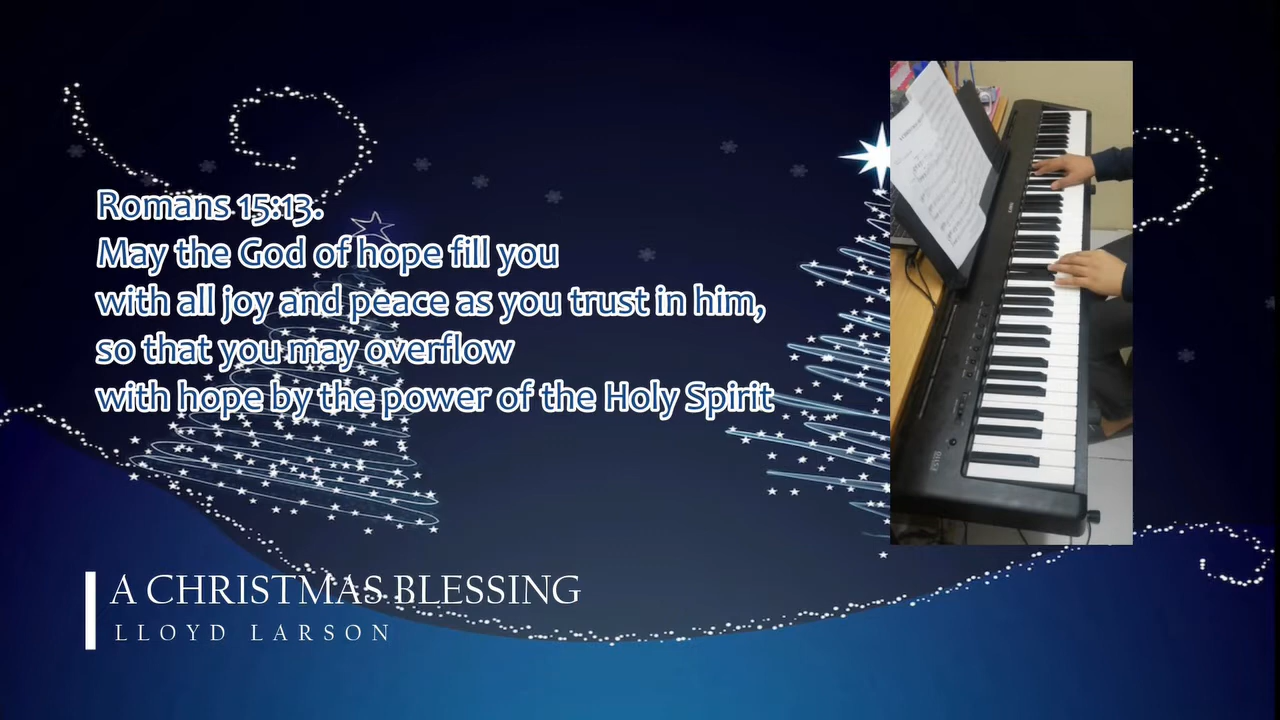 Romans 15:13.
May the God of hope fill you
with all joy and peace as you trust in him,
so that you may overflow
with hope by the power of the Holy Spirit
A CHRISTMAS BLESSING
LLOYD LARSON